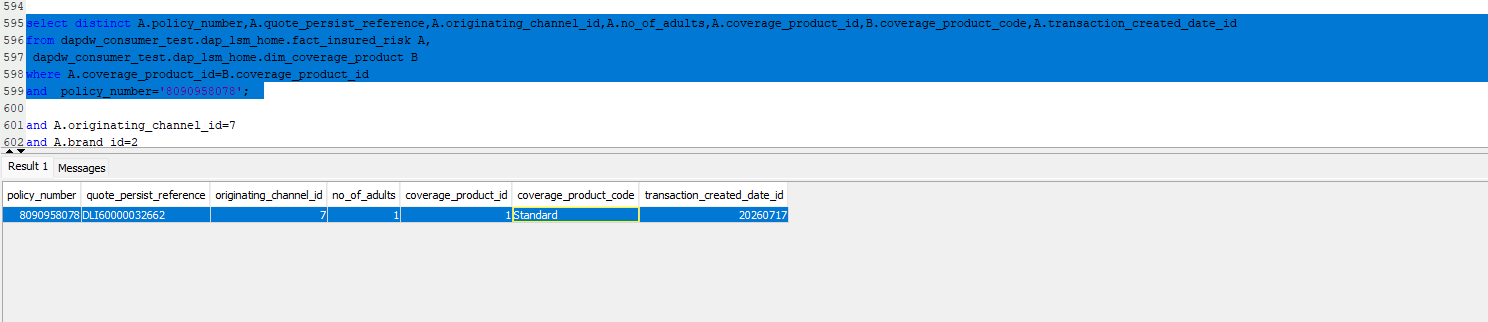 594
595 select distinct A.policy_number,A.quote_persist_reference,A.originating_channel_id,A.no_of_adults,A.coverage_product_id,B.coverage_product_code,A.transaction_created_date_id
596 from dapdw_consumer_test.dap_lsm_home.fact_insured_risk A,
597 dapdw_consumer_test.dap_lsm_home.dim_coverage_product B
598 where A.coverage_product_id=B.coverage_product_id
599 and  policy_number='8090958078';
600
601 and A.originating_channel_id=7
602 and A.brand_id=2
Result 1 Messages
policy_number quote_persist_reference originating_channel_id no_of_adults coverage_product_id coverage_product_code transaction_created_date_id
8090958078 DLI60000032662 7 1 1 Standard 20260717